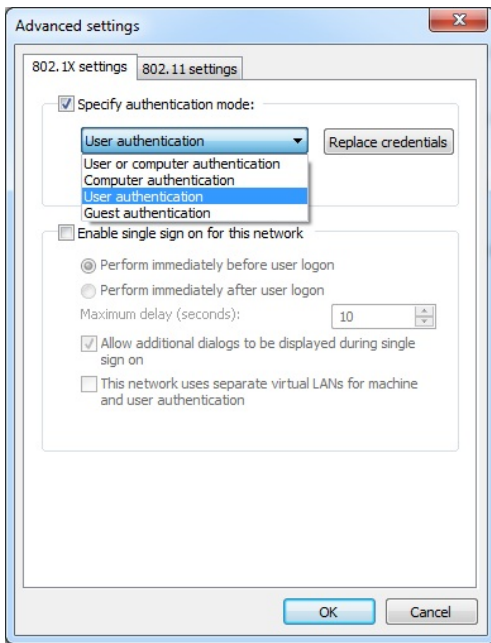 Advanced settings
802.1X settings
802.11 settings
Specify authentication mode:
User authentication
Replace credentials
User or computer authentication
Computer authentication
User authentication
Guest authentication
Enable single sign on for this network
Perform immediately before user logon
Perform immediately after user logon
Maximum delay (seconds):
10
Allow additional dialogs to be displayed during single
sign on
This network uses separate virtual LANs for machine
and user authentication
OK
Cancel